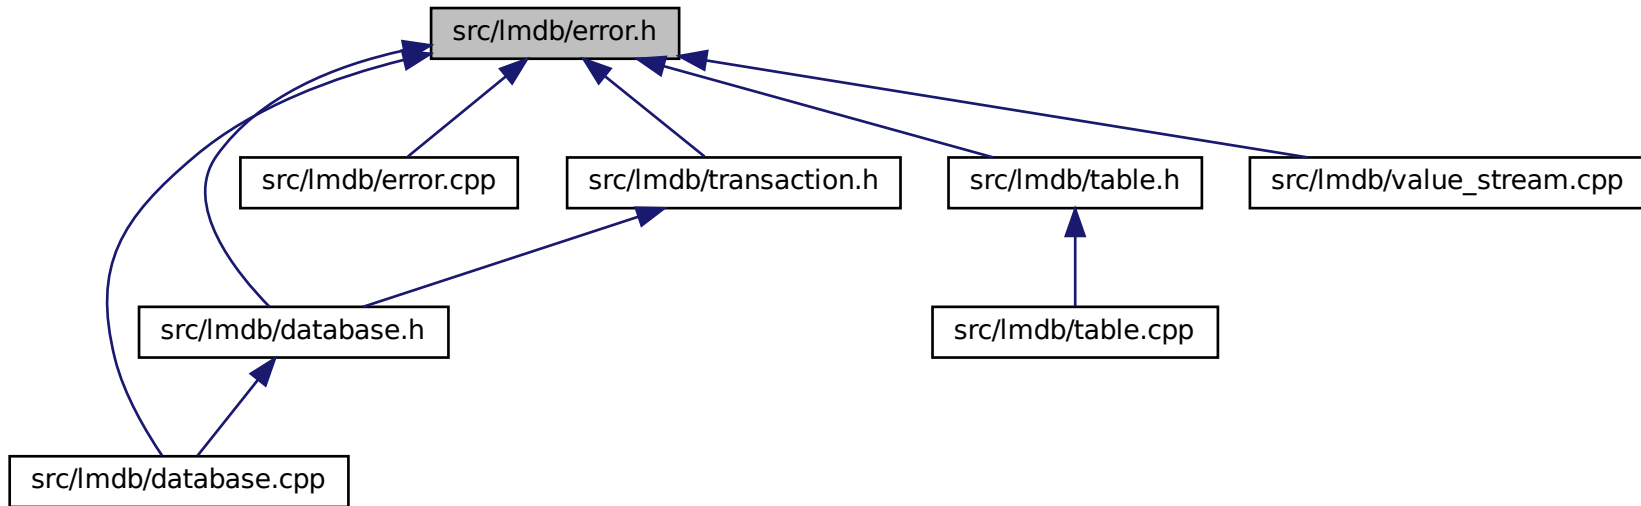 src/lmdb/error.h
src/lmdb/error.cpp
src/lmdb/transaction.h
src/lmdb/table.h
src/lmdb/value_stream.cpp
src/lmdb/database.h
src/lmdb/table.cpp
src/lmdb/database.cpp